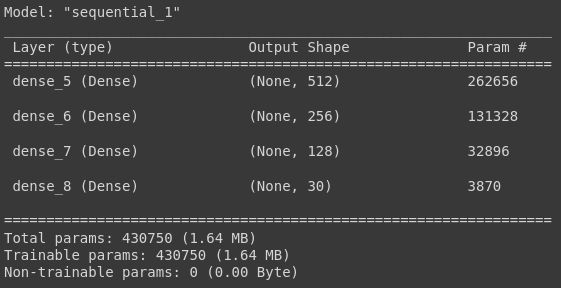 Model: "sequential_1"
_________________________________________________________________
Layer (type) Output Shape Param #
=================================================================
dense_5 (Dense) (None, 512) 262656
dense_6 (Dense) (None, 256) 131328
dense_7 (Dense) (None, 128) 32896
dense_8 (Dense) (None, 30) 3870
=================================================================
Total params: 430750 (1.64 MB)
Trainable params: 430750 (1.64 MB)
Non-trainable params: 0 (0.00 Byte)